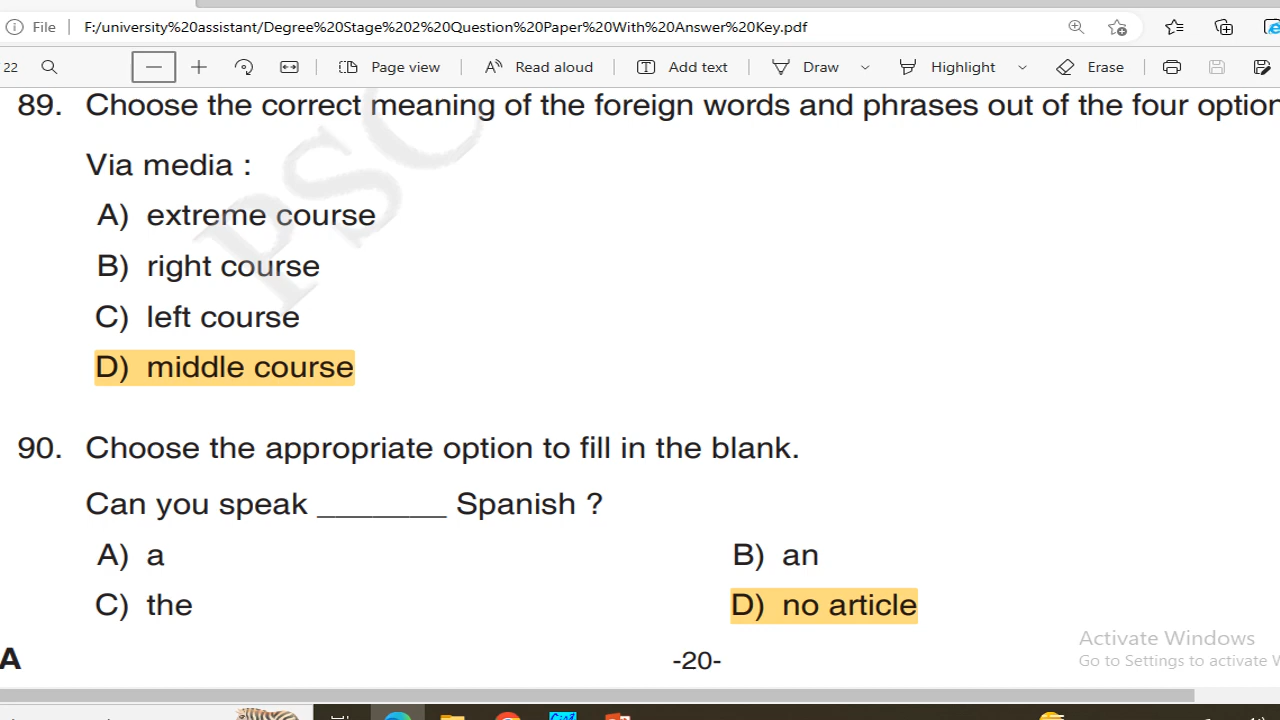 File F:/university%20assistant/Degree%20Stage%202%20Question%20Paper%20With%20Answer%20Key.pdf
22 Page view Read aloud Add text Draw Highlight Erase
89. Choose the correct meaning of the foreign words and phrases out of the four option
Via media :
A) extreme course
B) right course
C) left course
D) middle course
90. Choose the appropriate option to fill in the blank.
Can you speak _______ Spanish ?
A) a B) an
C) the D) no article
A -20-
PSC
Activate Windows
Go to Settings to activate